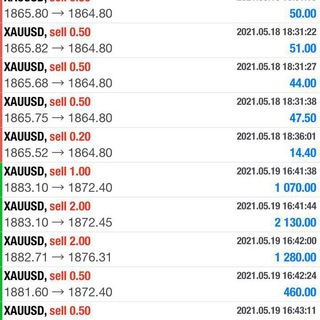 1865.80 → 1864.80 50.00
XAUUSD, sell 0.50 2021.05.18 18:31:22
1865.82 → 1864.80 51.00
XAUUSD, sell 0.50 2021.05.18 18:31:27
1865.68 → 1864.80 44.00
XAUUSD, sell 0.50 2021.05.18 18:31:38
1865.75 → 1864.80 47.50
XAUUSD, sell 0.20 2021.05.18 18:36:01
1865.52 → 1864.80 14.40
XAUUSD, sell 1.00 2021.05.19 16:41:38
1883.10 → 1872.40 1 070.00
XAUUSD, sell 2.00 2021.05.19 16:41:44
1883.10 → 1872.45 2 130.00
XAUUSD, sell 2.00 2021.05.19 16:42:00
1882.71 → 1876.31 1 280.00
XAUUSD, sell 0.50 2021.05.19 16:42:24
1881.60 → 1872.40 460.00
XAUUSD, sell 0.50 2021.05.19 16:43:11